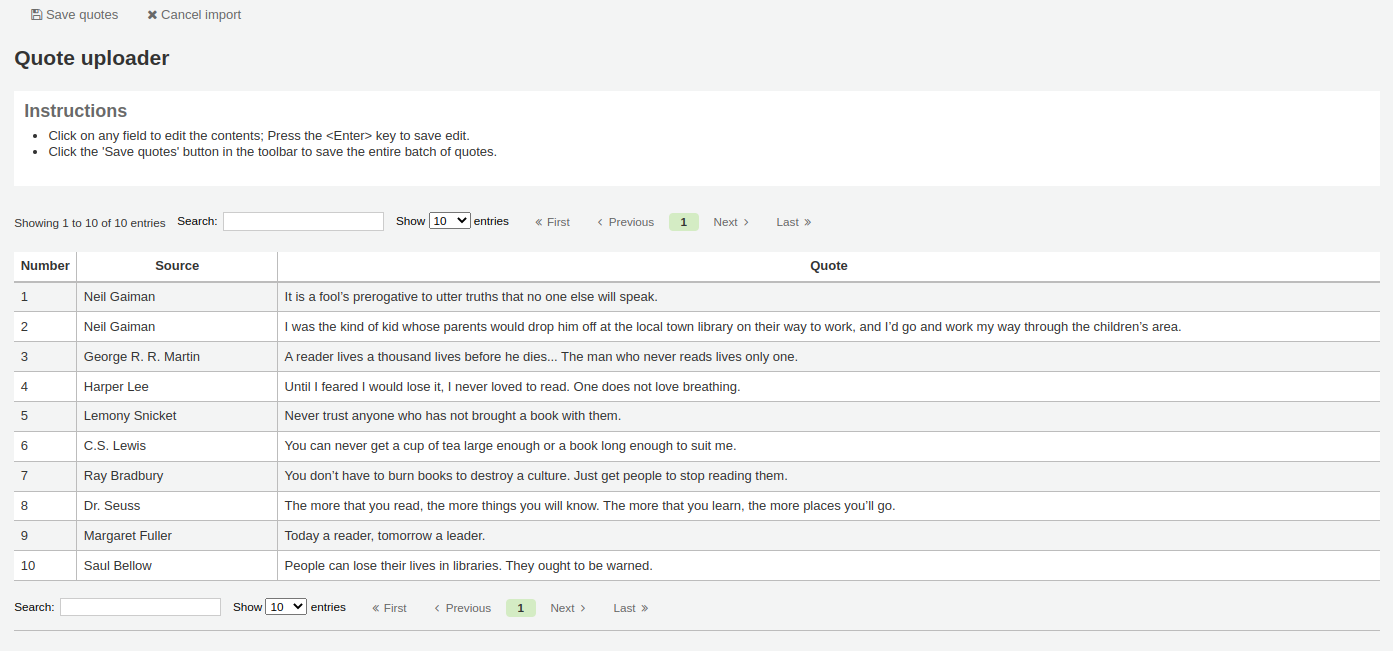 Save quotes Cancel import
Quote uploader
Instructions
• Click on any field to edit the contents; Press the <Enter> key to save edit.
• Click the 'Save quotes' button in the toolbar to save the entire batch of quotes.
Showing 1 to 10 of 10 entries Search: Show 10 entries « First ‹ Previous 1 Next › Last »
Number Source Quote
1 Neil Gaiman It is a fool’s prerogative to utter truths that no one else will speak.
2 Neil Gaiman I was the kind of kid whose parents would drop him off at the local town library on their way to work, and I’d go and work my way through the children’s area.
3 George R. R. Martin A reader lives a thousand lives before he dies... The man who never reads lives only one.
4 Harper Lee Until I feared I would lose it, I never loved to read. One does not love breathing.
5 Lemony Snicket Never trust anyone who has not brought a book with them.
6 C.S. Lewis You can never get a cup of tea large enough or a book long enough to suit me.
7 Ray Bradbury You don’t have to burn books to destroy a culture. Just get people to stop reading them.
8 Dr. Seuss The more that you read, the more things you will know. The more that you learn, the more places you’ll go.
9 Margaret Fuller Today a reader, tomorrow a leader.
10 Saul Bellow People can lose their lives in libraries. They ought to be warned.
Search: Show 10 entries « First ‹ Previous 1 Next › Last »